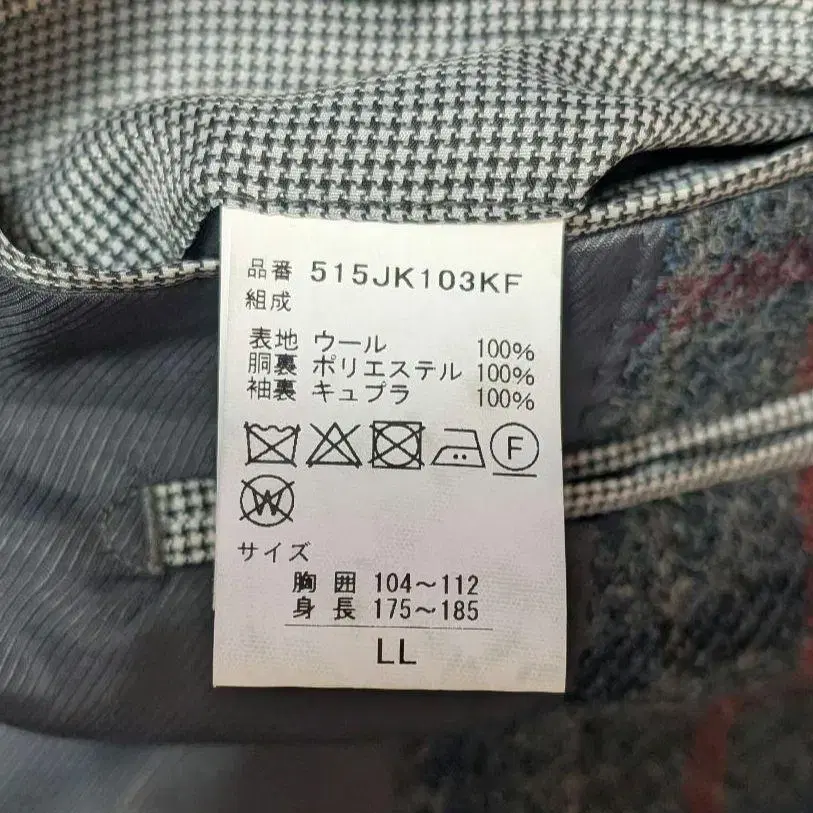 品番 515JK103KF
組成
表地 ウール 100%
胴裏 ポリエステル 100%
袖裏 キュプラ 100%
F
W
サイズ
胸囲 104～112
身長 175～185
LL